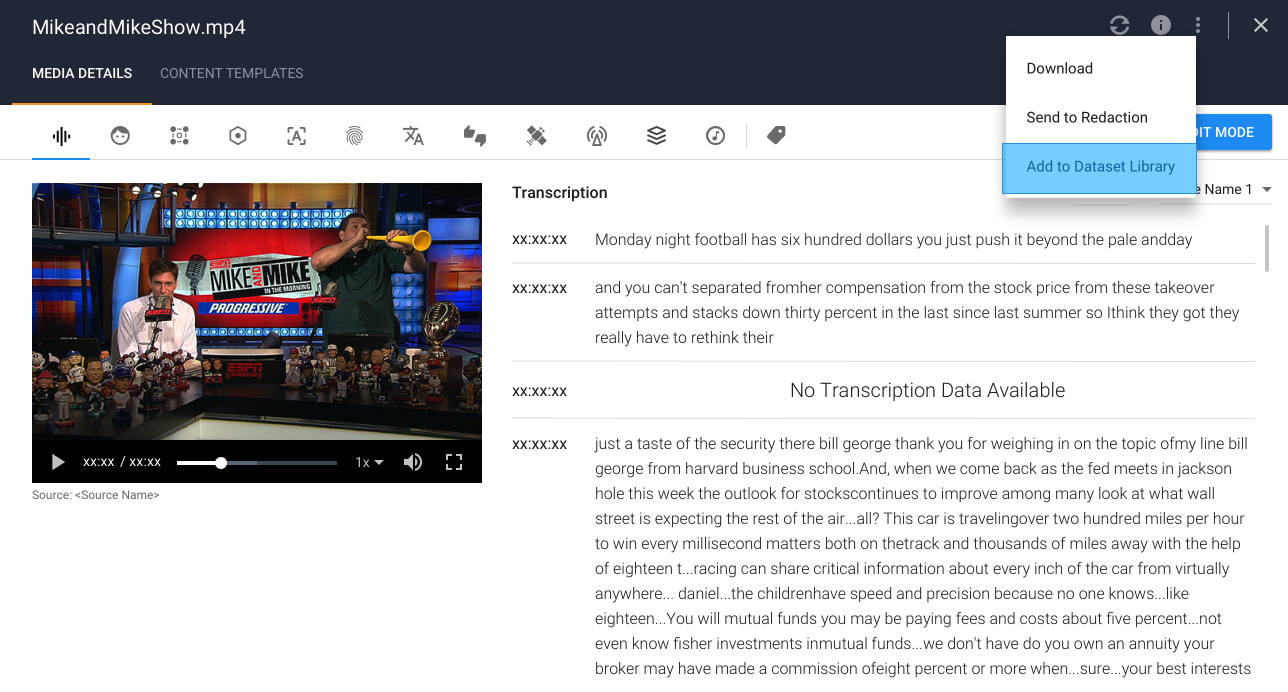 MikeandMikeShow.mp4
MEDIA DETAILS
CONTENT TEMPLATES
Download
Send to Redaction
Add to Dataset Library
DIT MODE
e Name 1
MIKE AND MIKE
IN THE MORNING
PROGRESSIVE
ESPN
xx:xx / xx:xx
1x
Source: <Source Name>
Transcription
xx:xx:xx
Monday night football has six hundred dollars you just push it beyond the pale andday
xx:xx:xx
and you can't separated fromher compensation from the stock price from these takeover
attempts and stacks down thirty percent in the last since last summer so Ithink they got they
really have to rethink their
xx:xx:xx
No Transcription Data Available
xx:xx:xx
just a taste of the security there bill george thank you for weighing in on the topic ofmy line bill
george from harvard business school.And, when we come back as the fed meets in jackson
hole this week the outlook for stockscontinues to improve among many look at what wall
street is expecting the rest of the air...all? This car is travelingover two hundred miles per hour
to win every millisecond matters both on thetrack and thousands of miles away with the help
of eighteen t...racing can share critical information about every inch of the car from virtually
anywhere... daniel...the childrenhave speed and precision because no one knows...like
eighteen...You will mutual funds you may be paying fees and costs about five percent...not
even know fisher investments inmutual funds...we don't have do you own an annuity your
broker may have made a commission ofeight percent or more when...sure...your best interests